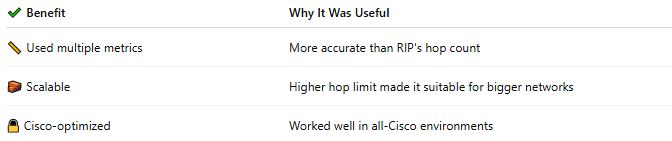 ✔ Benefit Why It Was Useful
Used multiple metrics More accurate than RIP's hop count
Scalable Higher hop limit made it suitable for bigger networks
Cisco-optimized Worked well in all-Cisco environments